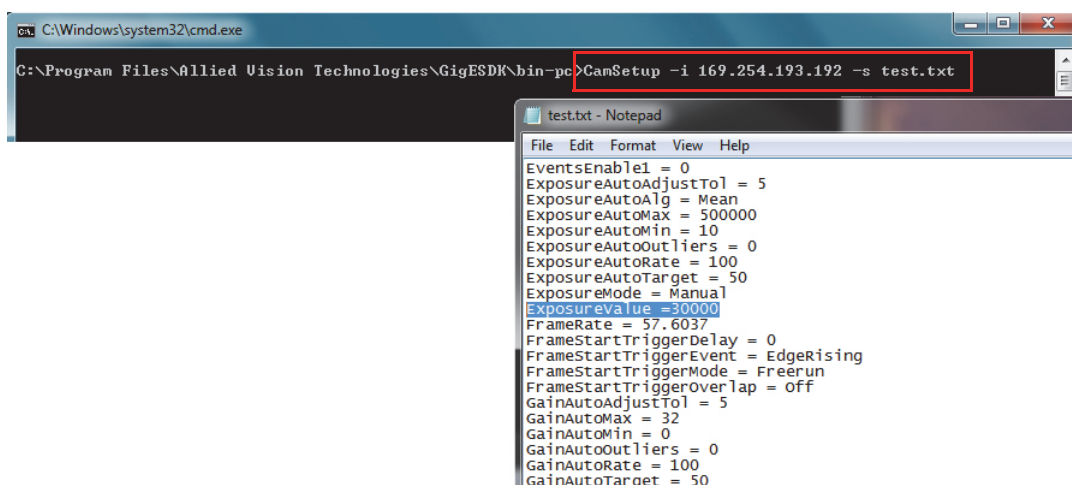 C:\Windows\system32\cmd.exe
C:\Program Files\Allied Vision Technologies\GigESDK\bin-pc>CamSetup -i 169.254.193.192 -s test.txt
test.txt - Notepad
File Edit Format View Help
EventsEnable1 = 0
ExposureAutoAdjustTol = 5
ExposureAutoAlg = Mean
ExposureAutoMax = 500000
ExposureAutoMin = 10
ExposureAutoOutliers = 0
ExposureAutoRate = 100
ExposureAutoTarget = 50
ExposureMode = Manual
ExposureValue =30000
FrameRate = 57.6037
FrameStartTriggerDelay = 0
FrameStartTriggerEvent = EdgeRising
FrameStartTriggerMode = Freerun
FrameStartTriggerOverlap = Off
GainAutoAdjustTol = 5
GainAutoMax = 32
GainAutoMin = 0
GainAutoOutliers = 0
GainAutoRate = 100
GainAutoTarget = 50